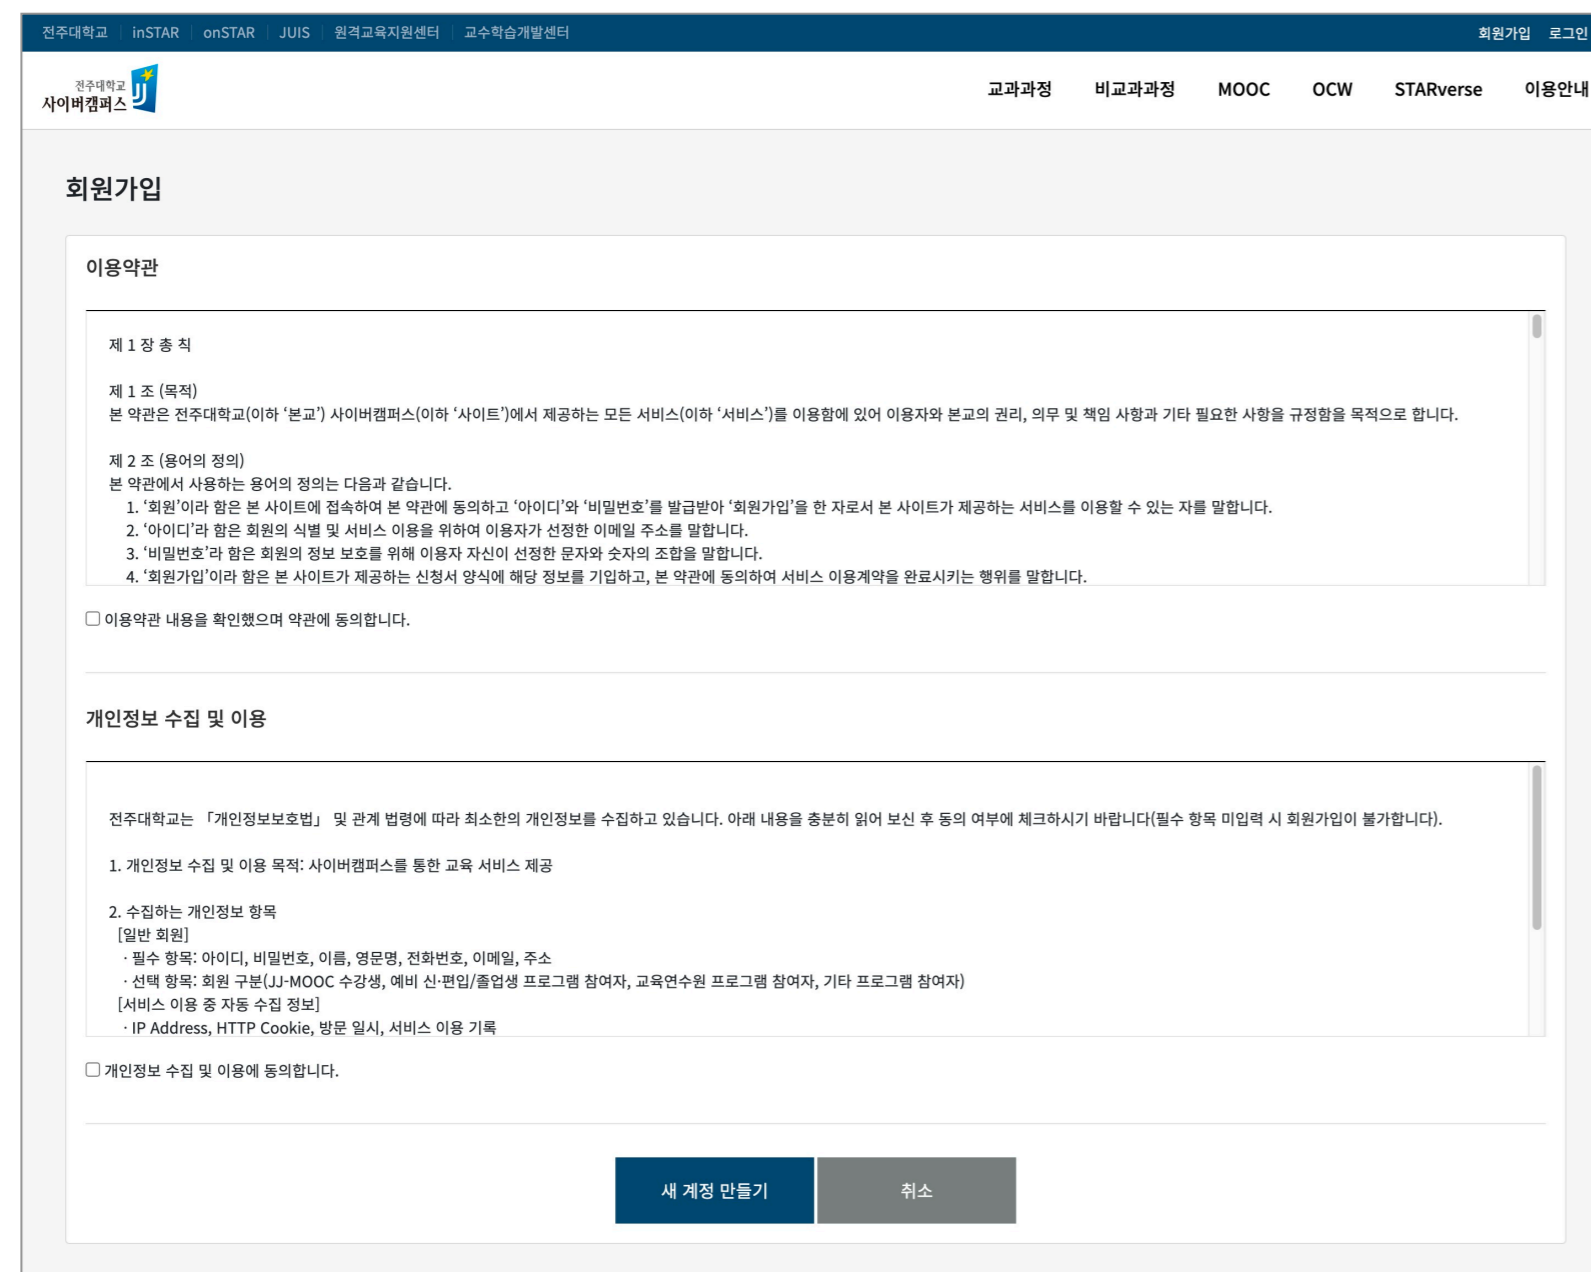 전주대학교 inSTAR onSTAR JUIS 원격교육지원센터 교수학습개발센터 회원가입 로그인
전주대학교
사이버캠퍼스
교과과정 비교과과정 MOOC OCW STARverse 이용안내
회원가입
이용약관
제 1 장 총 칙
제 1 조 (목적)
본 약관은 전주대학교(이하 ‘본교’) 사이버캠퍼스(이하 ‘사이트’)에서 제공하는 모든 서비스(이하 ‘서비스’)를 이용함에 있어 이용자와 본교의 권리, 의무 및 책임 사항과 기타 필요한 사항을 규정함을 목적으로 합니다.
제 2 조 (용어의 정의)
본 약관에서 사용하는 용어의 정의는 다음과 같습니다.
1. ‘회원’이라 함은 본 사이트에 접속하여 본 약관에 동의하고 ‘아이디’와 ‘비밀번호’를 발급받아 ‘회원가입’을 한 자로서 본 사이트가 제공하는 서비스를 이용할 수 있는 자를 말합니다.
2. ‘아이디’라 함은 회원의 식별 및 서비스 이용을 위하여 이용자가 선정한 이메일 주소를 말합니다.
3. ‘비밀번호’라 함은 회원의 정보 보호를 위해 이용자 자신이 선정한 문자와 숫자의 조합을 말합니다.
4. ‘회원가입’이라 함은 본 사이트가 제공하는 신청서 양식에 해당 정보를 기입하고, 본 약관에 동의하여 서비스 이용계약을 완료시키는 행위를 말합니다.
이용약관 내용을 확인했으며 약관에 동의합니다.
개인정보 수집 및 이용
전주대학교는 「개인정보보호법」 및 관계 법령에 따라 최소한의 개인정보를 수집하고 있습니다. 아래 내용을 충분히 읽어 보신 후 동의 여부에 체크하시기 바랍니다(필수 항목 미입력 시 회원가입이 불가합니다).
1. 개인정보 수집 및 이용 목적: 사이버캠퍼스를 통한 교육 서비스 제공
2. 수집하는 개인정보 항목
[일반 회원]
· 필수 항목: 아이디, 비밀번호, 이름, 영문명, 전화번호, 이메일, 주소
· 선택 항목: 회원 구분(JJ-MOOC 수강생, 예비 신·편입/졸업생 프로그램 참여자, 교육연수원 프로그램 참여자, 기타 프로그램 참여자)
[서비스 이용 중 자동 수집 정보]
· IP Address, HTTP Cookie, 방문 일시, 서비스 이용 기록
개인정보 수집 및 이용에 동의합니다.
새 계정 만들기 취소